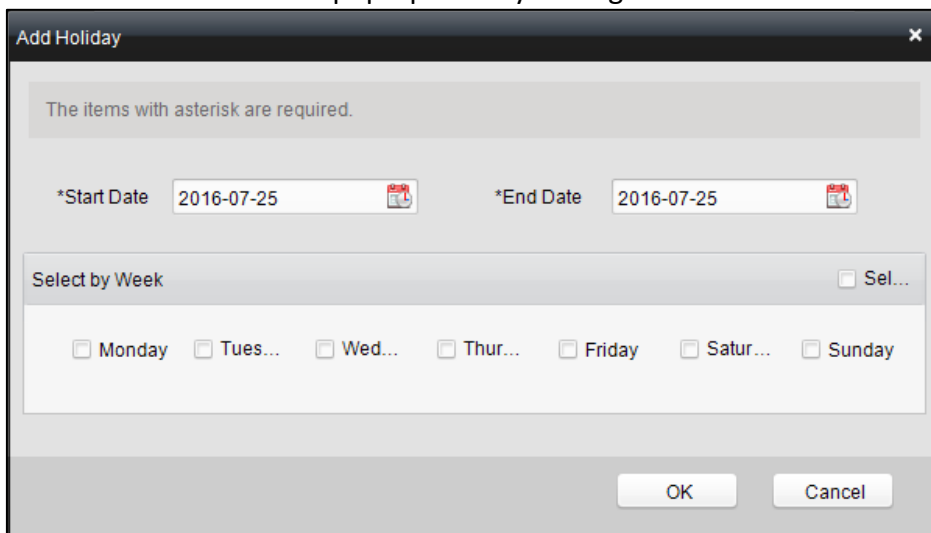 Add Holiday
The items with asterisk are required.
*Start Date 2016-07-25 *End Date 2016-07-25
Select by Week Sel...
Monday Tues... Wed... Thur... Friday Satur... Sunday
OK Cancel